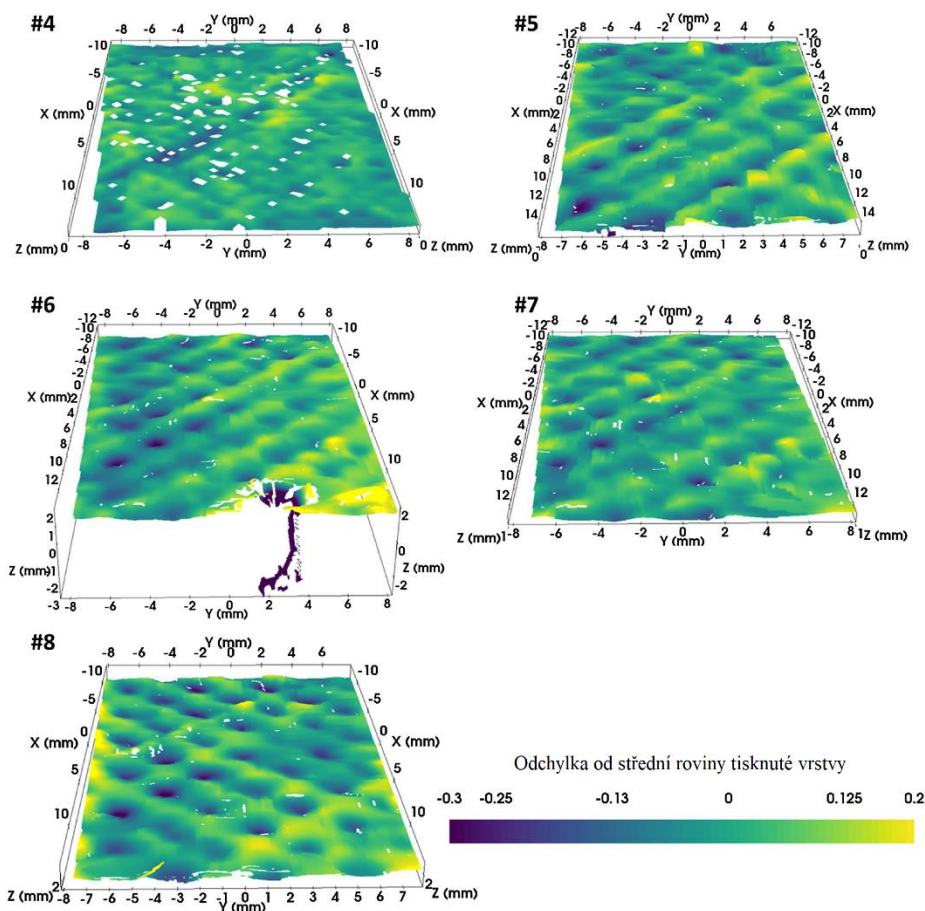 #4
Y (mm)
-8 -6 -4 -2 0 2 4 6 8
-10 -10
-5 -5
0 0
X (mm) X (mm)
5 5
10 10
Z (mm) 0 -8 -6 -4 -2 0 2 4 6 8 0 Z (mm)
Y (mm)
#5
Y (mm)
-8 -6 -4 -2 0 2 4 6 8
-12 -12
-10 -10
-8 -8
-6 -6
-4 -4
-2 -2
0 0
X (mm) 2 X (mm)
4 4
6 6
8 8
10 10
12 12
14 14
Z (mm) -8 -7 -6 -5 -4 -3 -2 -1 0 1 2 3 4 5 6 7 Z (mm)
0 Y (mm) 0
#6
Y (mm)
-8 -6 -4 -2 0 2 4 6 8
-12 -10
-10
-8 -5
-6
-4
-2 0
0
X (mm) X (mm)
2 5
4
6
8 10
10
12
2 2
1
Z (mm) 0 0 Z (mm)
-1
-2 -2
-3 -8 -6 -4 -2 0 2 4 6 8
Y (mm)
#7
Y (mm)
-8 -6 -4 -2 0 2 4 6 8
-12 -12
-10 -10
-8 -8
-6 -6
-4 -4
-2 -2
0 0
X (mm) X (mm)
2 2
4 4
6 6
8 8
10 10
12 12
Z (mm) 1 -8 -6 -4 -2 0 2 4 6 8 1 Z (mm)
Y (mm)
#8
Y (mm)
-8 -6 -4 -2 0 2 4 6
-10 -10
-5 -5
0 0
X (mm) X (mm)
5 5
10 10
Z (mm) 2 -8 -7 -6 -5 -4 -3 -2 -1 0 1 2 3 4 5 6 7 2 Z (mm)
Y (mm)
Odchylka od střední roviny tisknuté vrstvy
-0.3 -0.25 -0.13 0 0.125 0.2